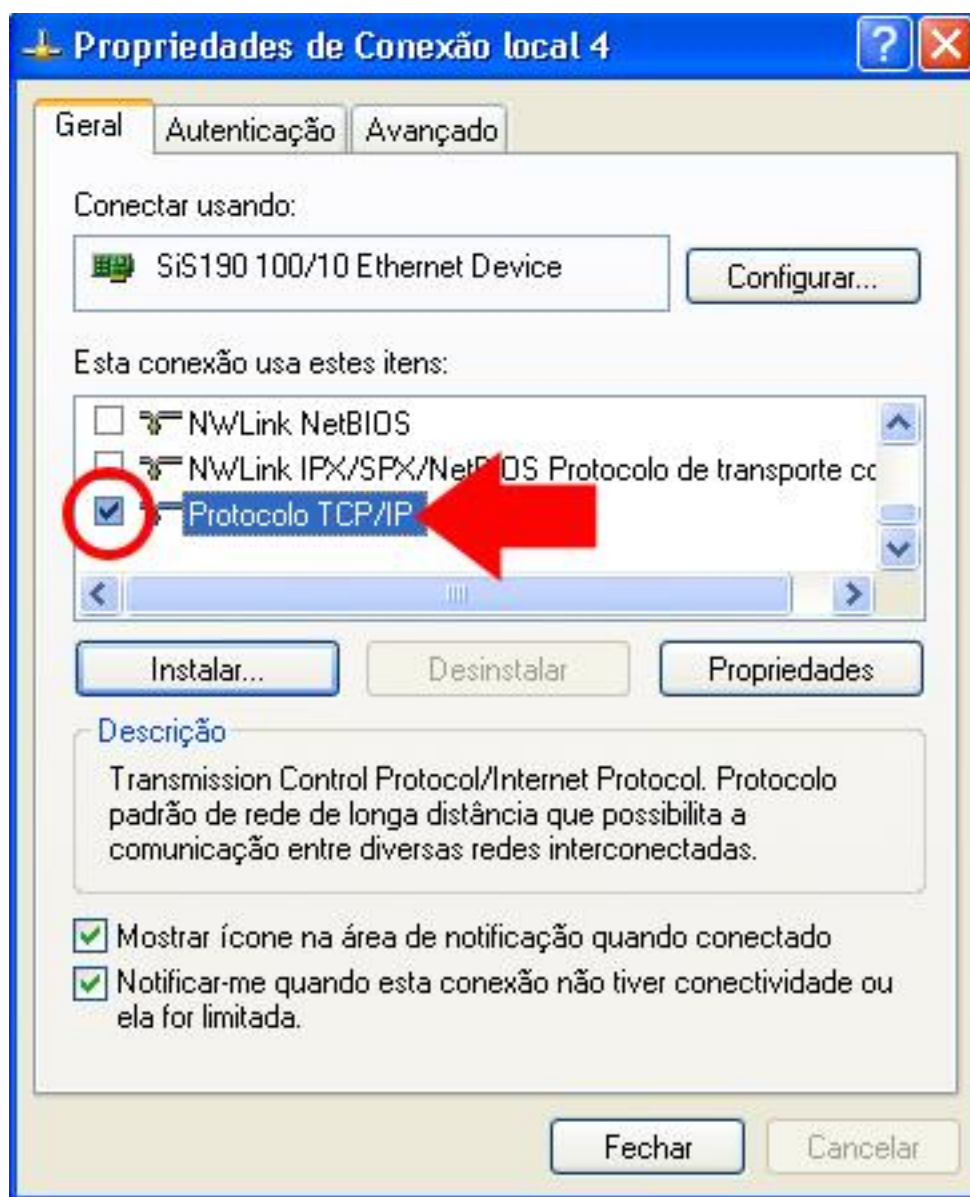 Propriedades de Conexão local 4
Geral
Autenticação
Avançado
Conectar usando:
SiS190 100/10 Ethernet Device
Configurar...
Esta conexão usa estes itens:
NWLink NetBIOS
NWLink IPX/SPX/NetBIOS Protocolo de transporte co
Protocolo TCP/IP
Instalar...
Desinstalar
Propriedades
Descrição
Transmission Control Protocol/Internet Protocol. Protocolo
padrão de rede de longa distância que possibilita a
comunicação entre diversas redes interconectadas.
Mostrar ícone na área de notificação quando conectado
Notificar-me quando esta conexão não tiver conectividade ou
ela for limitada.
Fechar
Cancelar